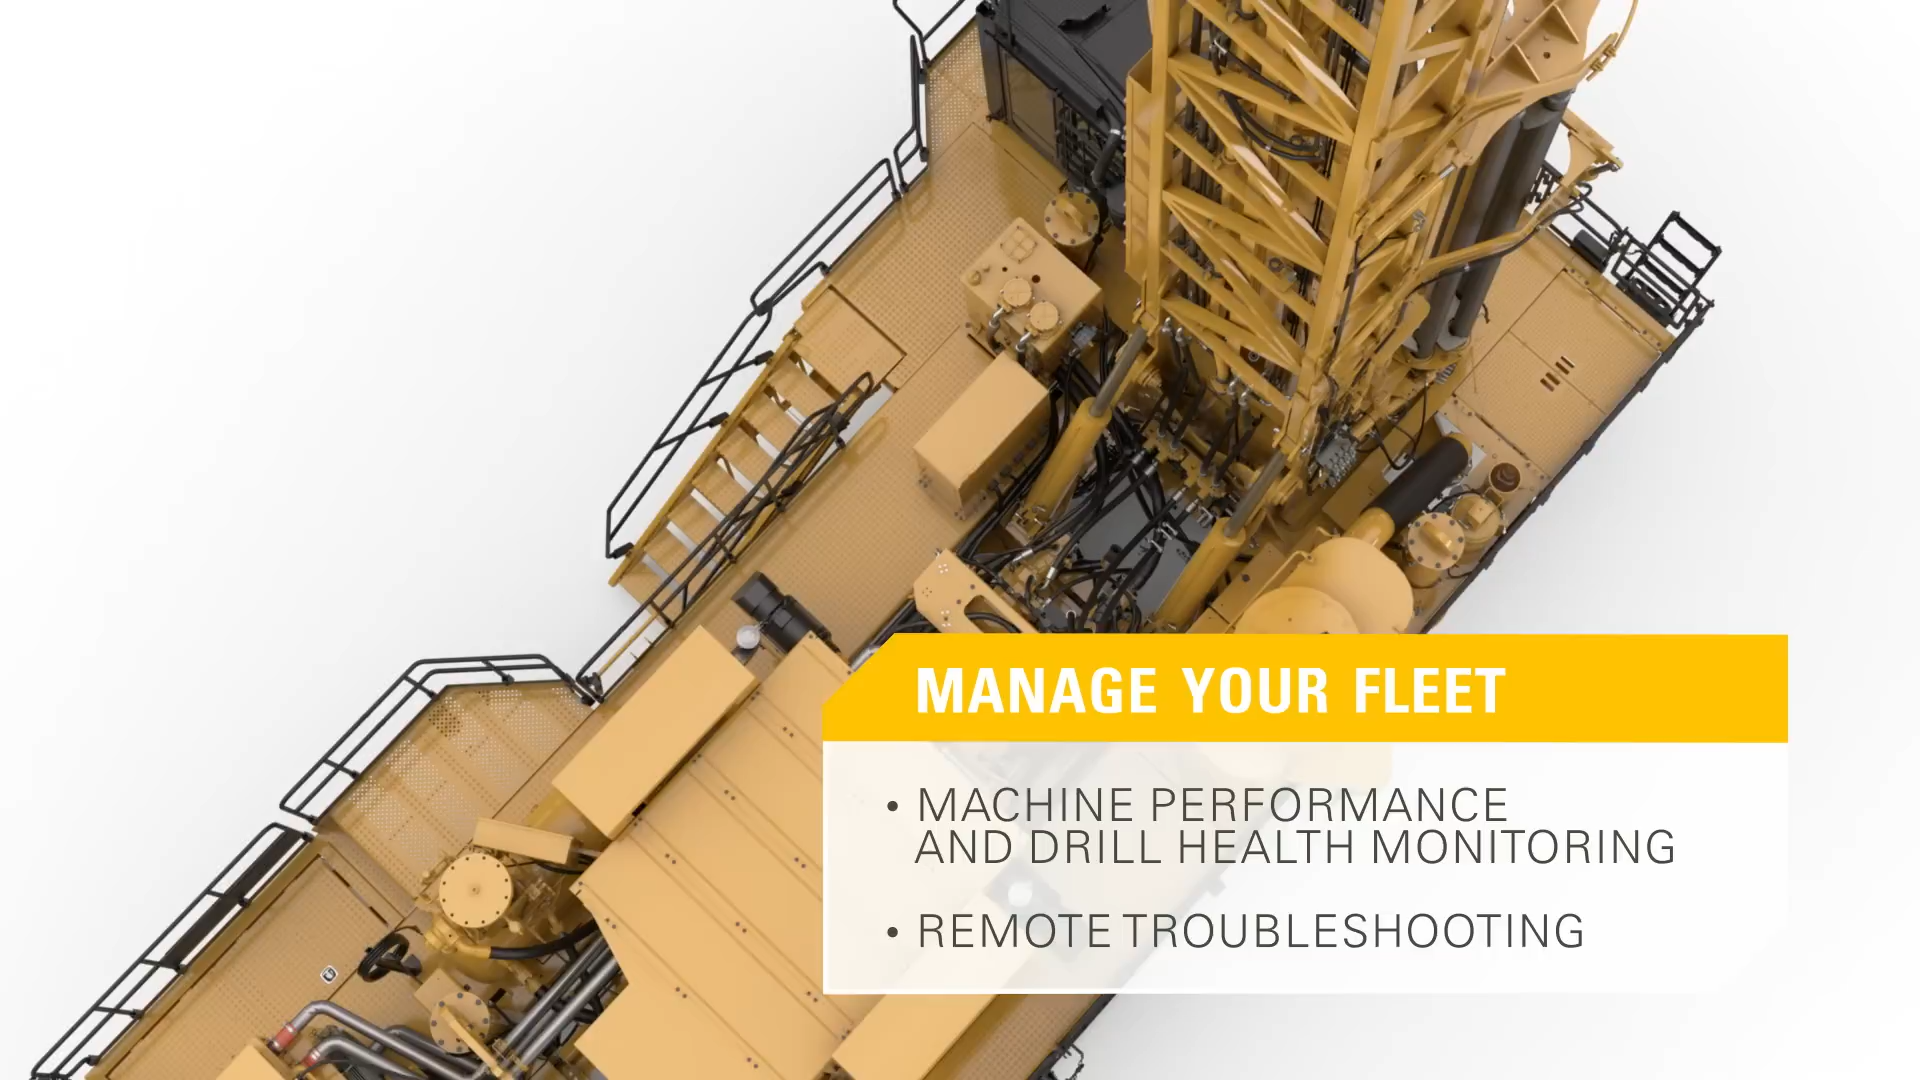 MANAGE YOUR FLEET
• MACHINE PERFORMANCE
AND DRILL HEALTH MONITORING
• REMOTE TROUBLESHOOTING